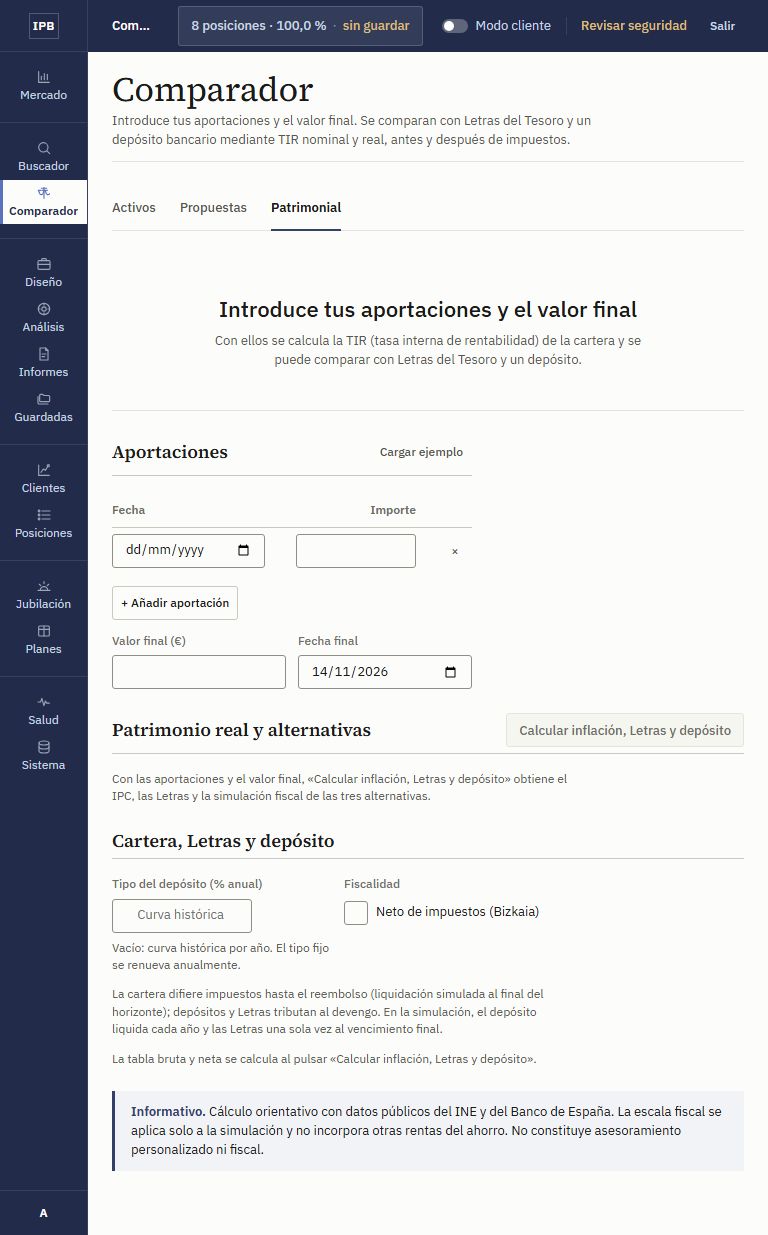 IPB
Com...
8 posiciones · 100,0 % · sin guardar
Modo cliente
Revisar seguridad
Salir
Mercado
Buscador
Comparador
Diseño
Análisis
Informes
Guardadas
Clientes
Posiciones
Jubilación
Planes
Salud
Sistema
A
Comparador
Introduce tus aportaciones y el valor final. Se comparan con Letras del Tesoro y un
depósito bancario mediante TIR nominal y real, antes y después de impuestos.
Activos
Propuestas
Patrimonial
Introduce tus aportaciones y el valor final
Con ellos se calcula la TIR (tasa interna de rentabilidad) de la cartera y se
puede comparar con Letras del Tesoro y un depósito.
Aportaciones
Cargar ejemplo
Fecha
Importe
dd/mm/yyyy
×
+ Añadir aportación
Valor final (€)
Fecha final
14/11/2026
Patrimonio real y alternativas
Calcular inflación, Letras y depósito
Con las aportaciones y el valor final, «Calcular inflación, Letras y depósito» obtiene el
IPC, las Letras y la simulación fiscal de las tres alternativas.
Cartera, Letras y depósito
Tipo del depósito (% anual)
Fiscalidad
Curva histórica
Neto de impuestos (Bizkaia)
Vacío: curva histórica por año. El tipo fijo
se renueva anualmente.
La cartera difiere impuestos hasta el reembolso (liquidación simulada al final del
horizonte); depósitos y Letras tributan al devengo. En la simulación, el depósito
liquida cada año y las Letras una sola vez al vencimiento final.
La tabla bruta y neta se calcula al pulsar «Calcular inflación, Letras y depósito».
Informativo. Cálculo orientativo con datos públicos del INE y del Banco de España. La escala fiscal se
aplica solo a la simulación y no incorpora otras rentas del ahorro. No constituye asesoramiento
personalizado ni fiscal.